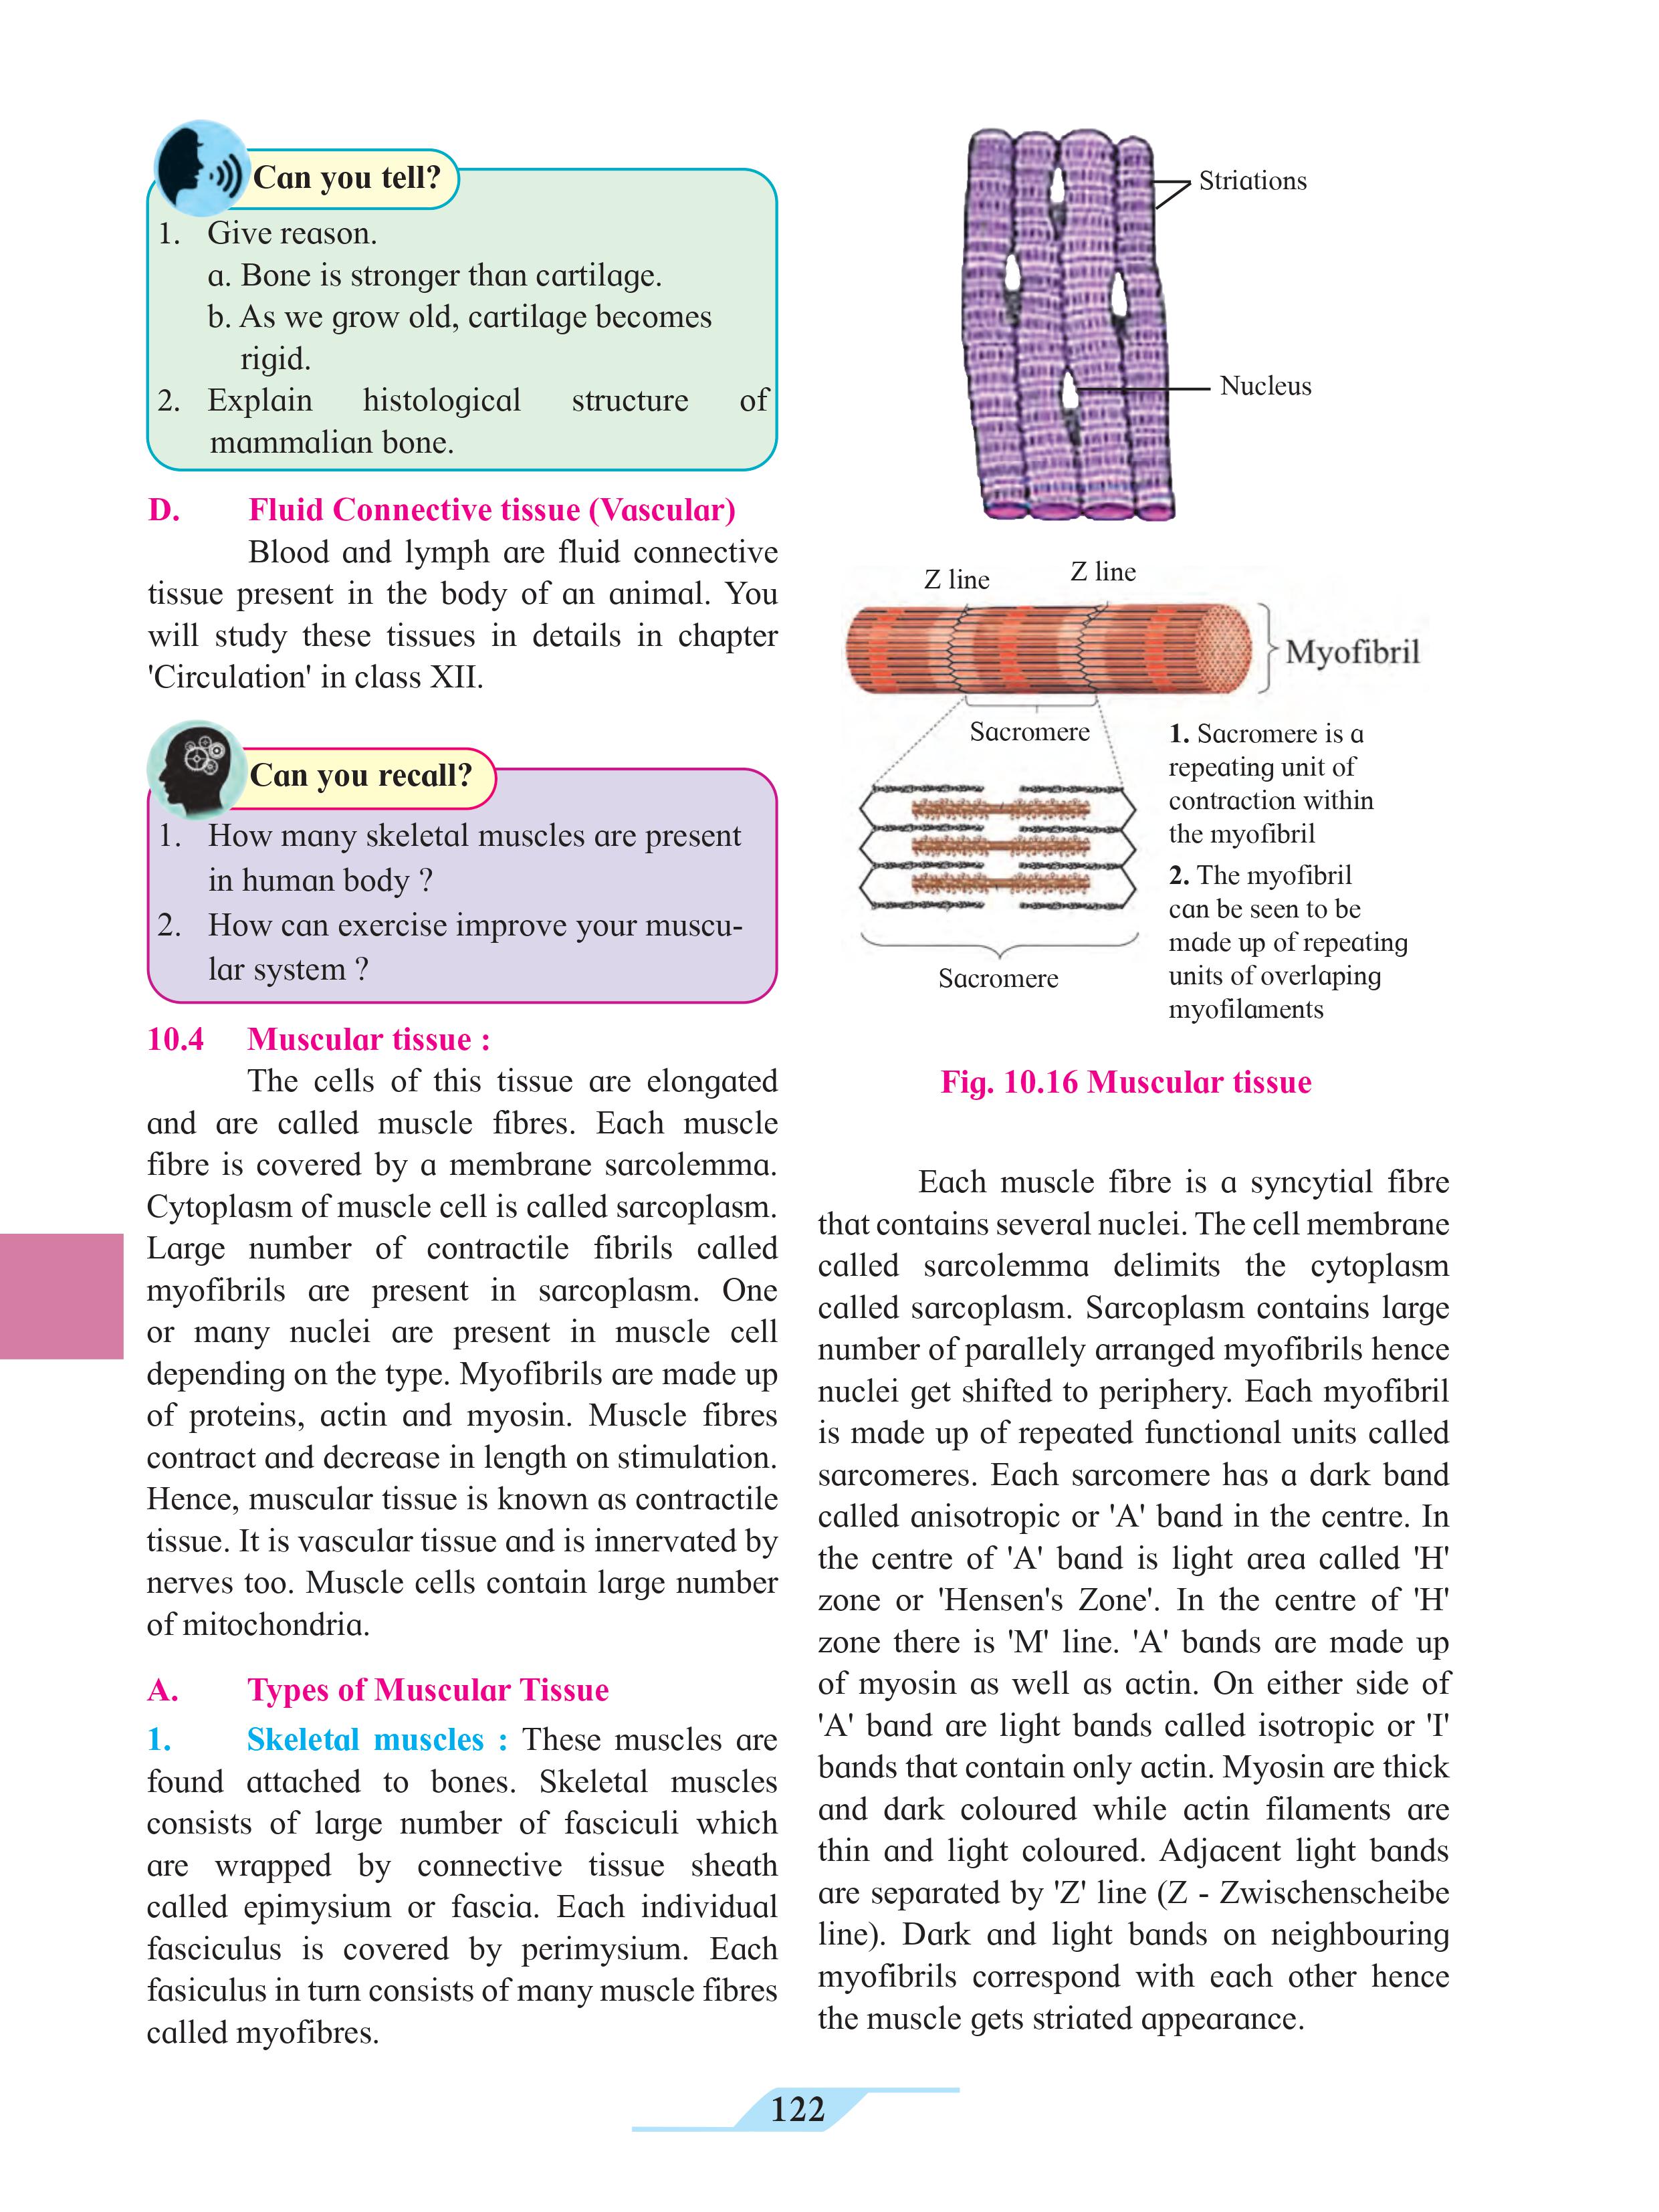 Can you tell?
1. Give reason.
a. Bone is stronger than cartilage.
b. As we grow old, cartilage becomes
rigid.
2. Explain histological structure of
mammalian bone.
D. Fluid Connective tissue (Vascular)
Blood and lymph are fluid connective
tissue present in the body of an animal. You
will study these tissues in details in chapter
'Circulation' in class XII.
Can you recall?
1. How many skeletal muscles are present
in human body ?
2. How can exercise improve your muscu-
lar system ?
10.4 Muscular tissue :
The cells of this tissue are elongated
and are called muscle fibres. Each muscle
fibre is covered by a membrane sarcolemma.
Cytoplasm of muscle cell is called sarcoplasm.
Large number of contractile fibrils called
myofibrils are present in sarcoplasm. One
or many nuclei are present in muscle cell
depending on the type. Myofibrils are made up
of proteins, actin and myosin. Muscle fibres
contract and decrease in length on stimulation.
Hence, muscular tissue is known as contractile
tissue. It is vascular tissue and is innervated by
nerves too. Muscle cells contain large number
of mitochondria.
A. Types of Muscular Tissue
1. Skeletal muscles : These muscles are
found attached to bones. Skeletal muscles
consists of large number of fasciculi which
are wrapped by connective tissue sheath
called epimysium or fascia. Each individual
fasciculus is covered by perimysium. Each
fasiculus in turn consists of many muscle fibres
called myofibres.
Striations
Nucleus
Z line
Z line
Myofibril
Sacromere
1. Sacromere is a
repeating unit of
contraction within
the myofibril
2. The myofibril
can be seen to be
made up of repeating
units of overlaping
myofilaments
Sacromere
Fig. 10.16 Muscular tissue
Each muscle fibre is a syncytial fibre
that contains several nuclei. The cell membrane
called sarcolemma delimits the cytoplasm
called sarcoplasm. Sarcoplasm contains large
number of parallely arranged myofibrils hence
nuclei get shifted to periphery. Each myofibril
is made up of repeated functional units called
sarcomeres. Each sarcomere has a dark band
called anisotropic or 'A' band in the centre. In
the centre of 'A' band is light area called 'H'
zone or 'Hensen's Zone'. In the centre of 'H'
zone there is 'M' line. 'A' bands are made up
of myosin as well as actin. On either side of
'A' band are light bands called isotropic or 'I'
bands that contain only actin. Myosin are thick
and dark coloured while actin filaments are
thin and light coloured. Adjacent light bands
are separated by 'Z' line (Z - Zwischenscheibe
line). Dark and light bands on neighbouring
myofibrils correspond with each other hence
the muscle gets striated appearance.
122